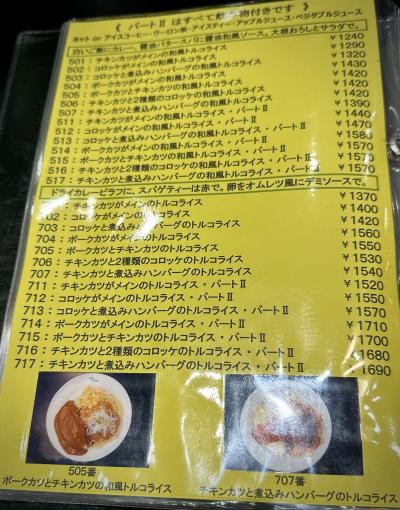 《 パートⅡ はすべて飲み物付きです 》
ホット or アイスコーヒー・ウーロン茶・アイスティー・アップルジュース・ベジタブルジュース
白いご飯にカレー、醤油バタースパに醤油和風ソース。大根おろしとサラダで。
501：チキンカツがメインの和風トルコライス ￥1240
502：コロッケがメインの和風トルコライス ￥1290
503：コロッケと煮込みハンバーグの和風トルコライス ￥1320
504：ポークカツがメインの和風トルコライス ￥1430
505：ポークカツとチキンカツの和風トルコライス ￥1420
506：チキンカツと2種類のコロッケの和風トルコライス ￥1420
507：チキンカツと煮込みハンバーグの和風トルコライス ￥1420
511：チキンカツがメインの和風トルコライス・パートⅡ ￥1390
512：コロッケがメインの和風トルコライス・パートⅡ ￥1440
513：コロッケと煮込みハンバーグの和風トルコライス・パートⅡ ￥1470
514：ポークカツがメインの和風トルコライス・パートⅡ ￥1580
515：ポークカツとチキンカツの和風トルコライス・パートⅡ ￥1570
516：チキンカツと2種類のコロッケの和風トルコライス・パートⅡ ￥1570
517：チキンカツと煮込みハンバーグの和風トルコライス・パートⅡ ￥1570
ドライカレーピラフに、スパゲティーは赤で。卵をオムレツ風にデミソースで。
：チキンカツがメインのトルコライス ￥1370
702：コロッケがメインのトルコライス ￥1400
703：コロッケと煮込みハンバーグのトルコライス ￥1420
704：ポークカツがメインのトルコライス ￥1560
705：ポークカツとチキンカツのトルコライス ￥1550
706：チキンカツと2種類のコロッケのトルコライス ￥1530
707：チキンカツと煮込みハンバーグのトルコライス ￥1540
711：チキンカツがメインのトルコライス・パートⅡ ￥1520
712：コロッケがメインのトルコライス・パートⅡ ￥1550
713：コロッケと煮込みハンバーグのトルコライス・パートⅡ ￥1570
714：ポークカツがメインのトルコライス・パートⅡ ￥1710
715：ポークカツとチキンカツのトルコライス・パートⅡ ￥1700
716：チキンカツと2種類のコロッケのトルコライス・パートⅡ ￥1680
717：チキンカツと煮込みハンバーグのトルコライス・パートⅡ ￥1690
505番
ポークカツとチキンカツの和風トルコライス
707番
チキンカツと煮込みハンバーグのトルコライス